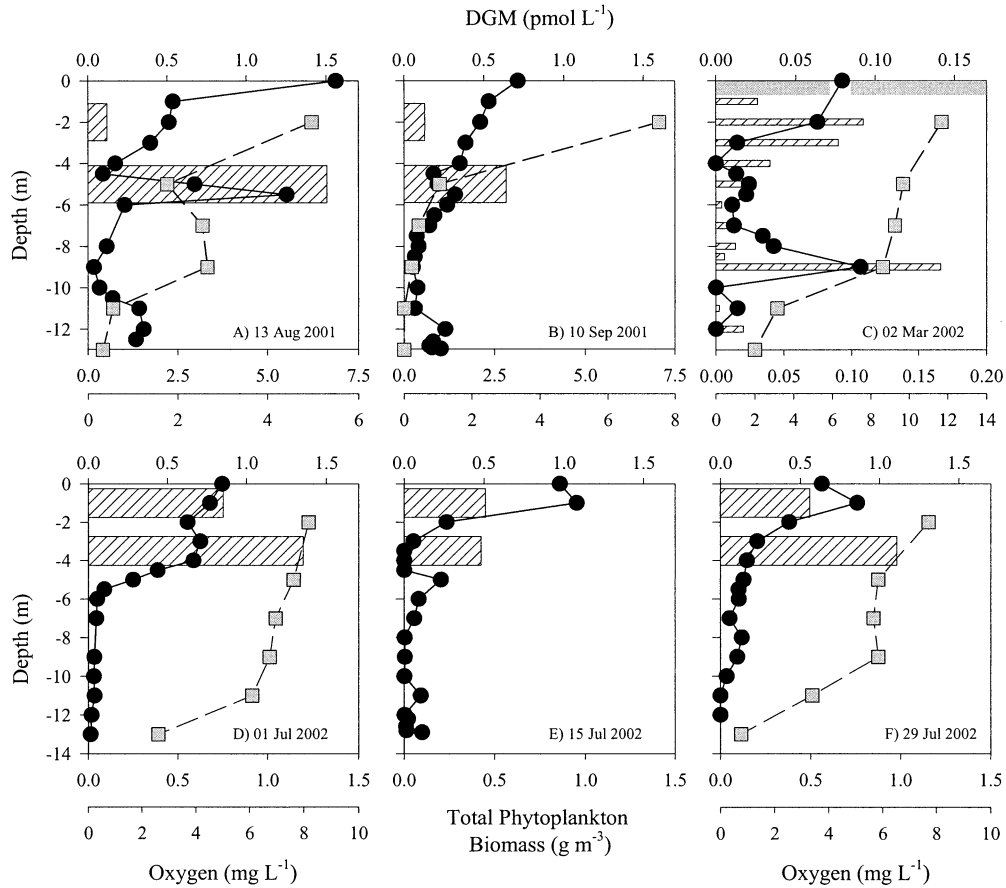 DGM (pmol L-1)
0.0 0.5 1.0 1.5
0.0 0.5 1.0 1.5
0.00 0.05 0.10 0.15
0
-2
-4
-6
-8
-10
-12
Depth (m)
A) 13 Aug 2001
B) 10 Sep 2001
C) 02 Mar 2002
0.0 2.5 5.0 7.5
0.0 2.5 5.0 7.5
0.00 0.05 0.10 0.15 0.20
0 2 4 6
0 2 4 6 8
0 2 4 6 8 10 12 14
0.0 0.5 1.0 1.5
0.0 0.5 1.0 1.5
0.0 0.5 1.0 1.5
0
-2
-4
-6
-8
-10
-12
-14
Depth (m)
D) 01 Jul 2002
E) 15 Jul 2002
F) 29 Jul 2002
0.0 0.5 1.0 1.5
0.0 0.5 1.0 1.5
0.0 0.5 1.0 1.5
0 2 4 6 8 10
Total Phytoplankton
Biomass (g m-3)
0 2 4 6 8 10
Oxygen (mg L-1)
Oxygen (mg L-1)